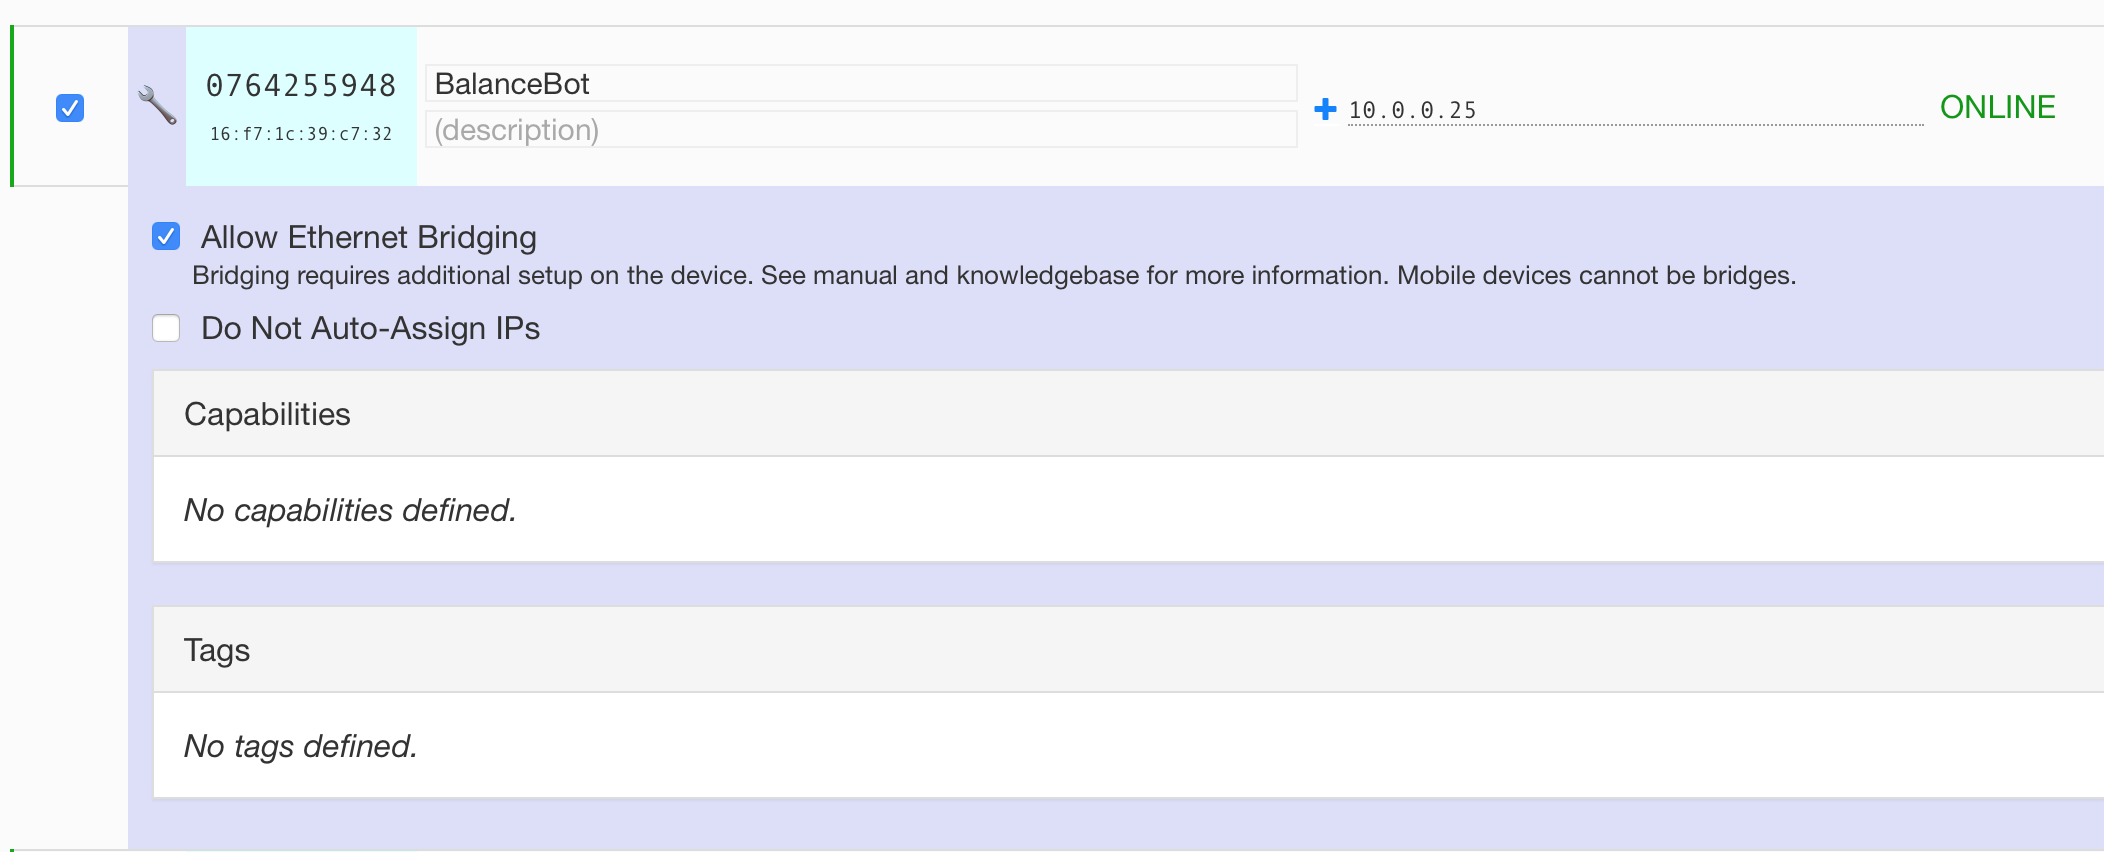 0764255948
16:f7:1c:39:c7:32
BalanceBot
(description)
10.0.0.25
ONLINE
Allow Ethernet Bridging
Bridging requires additional setup on the device. See manual and knowledgebase for more information. Mobile devices cannot be bridges.
Do Not Auto-Assign IPs
Capabilities
No capabilities defined.
Tags
No tags defined.